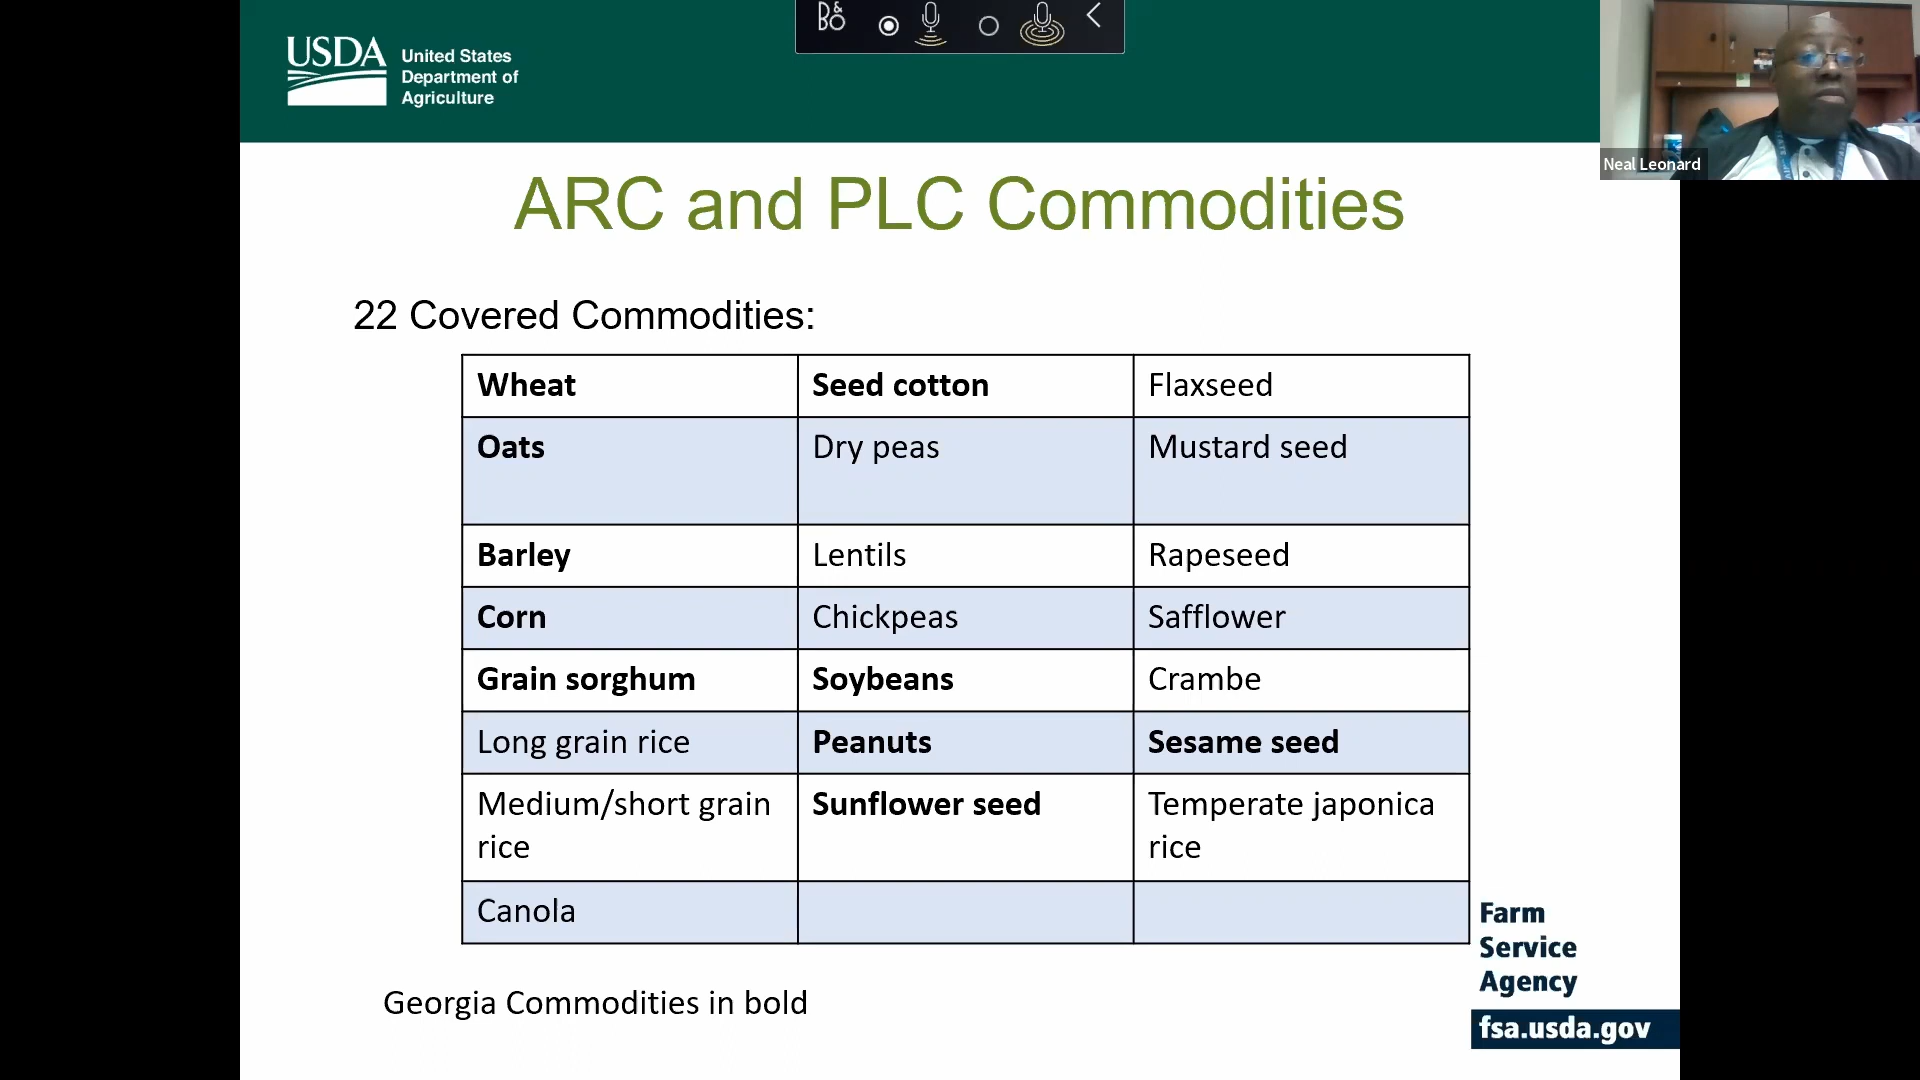 B&O
USDA
United States
Department of
Agriculture
Neal Leonard
ARC and PLC Commodities
22 Covered Commodities:
Wheat Seed cotton Flaxseed
Oats Dry peas Mustard seed
Barley Lentils Rapeseed
Corn Chickpeas Safflower
Grain sorghum Soybeans Crambe
Long grain rice Peanuts Sesame seed
Medium/short grain rice Sunflower seed Temperate japonica rice
Canola
Georgia Commodities in bold
Farm
Service
Agency
fsa.usda.gov